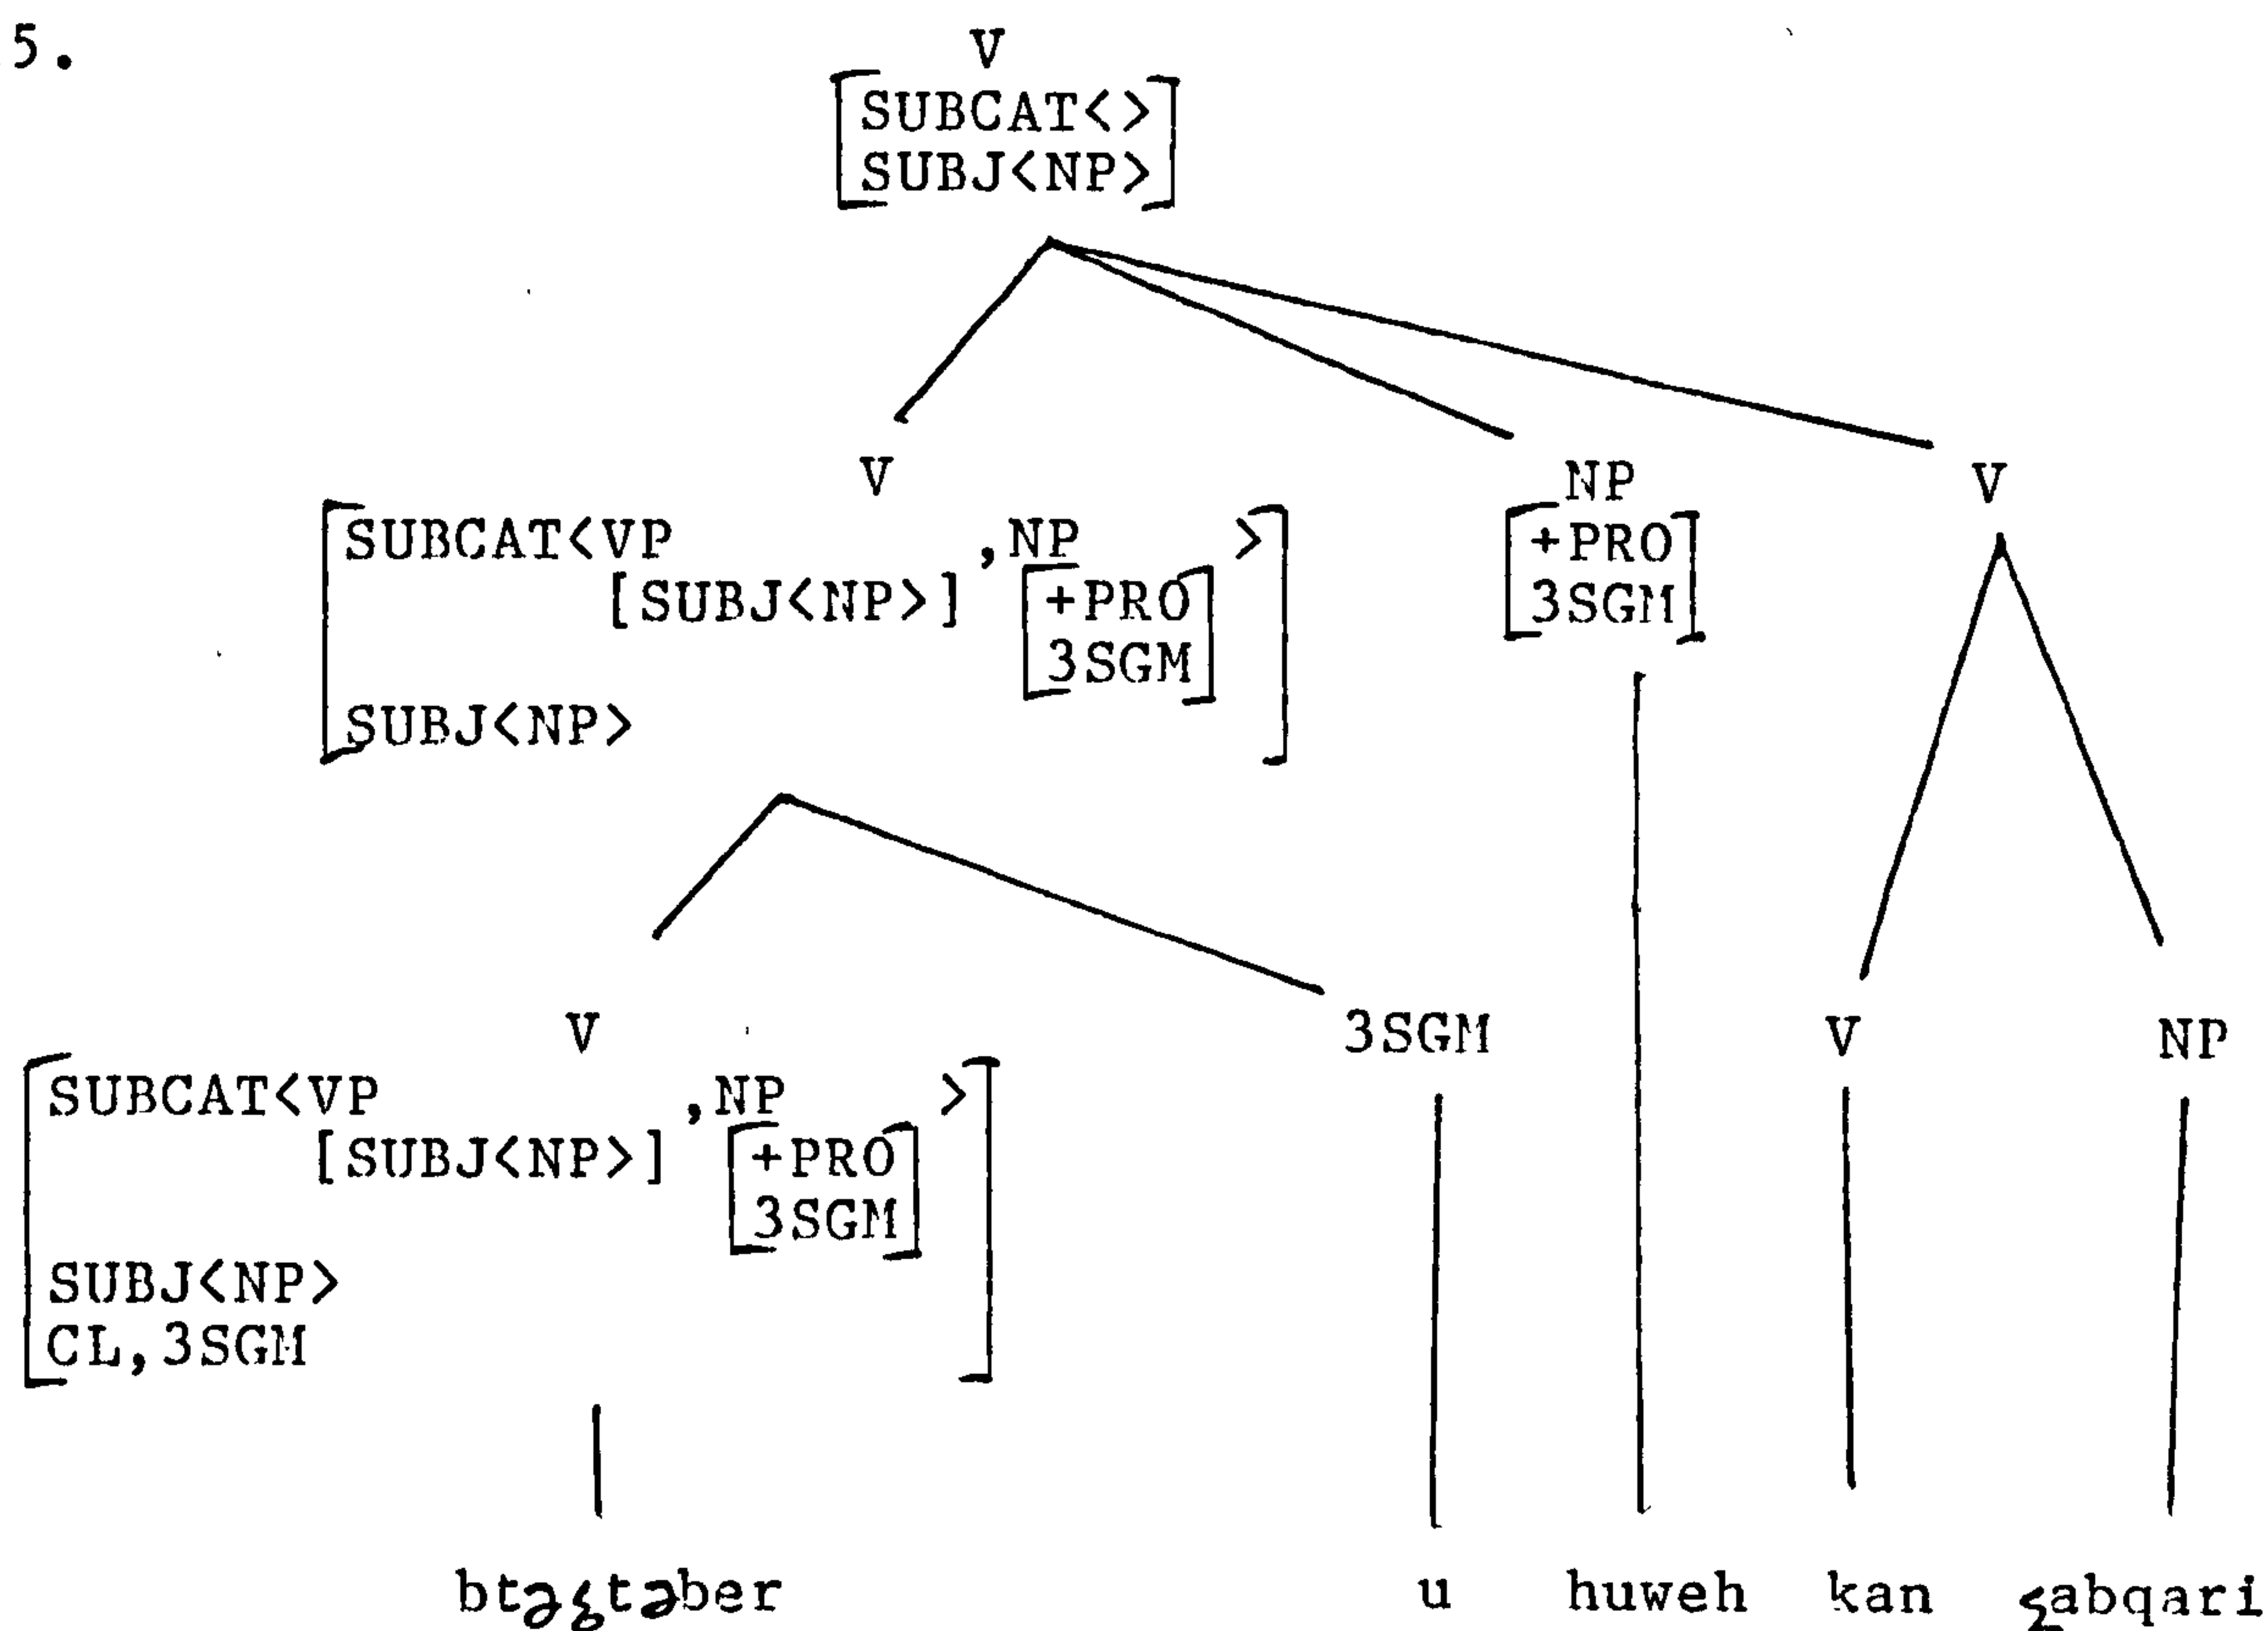 5.
V
SUBCAT<>
SUBJ<NP>
V NP V
SUBCAT<VP ,NP > +PRO
[SUBJ<NP>] +PRO 3SGM
3SGM
SUBJ<NP>
V 3SGM V NP
SUBCAT<VP ,NP >
[SUBJ<NP>] +PRO
3SGM
SUBJ<NP>
CL,3SGM
btəʕtəber u huweh kan ʕabqari